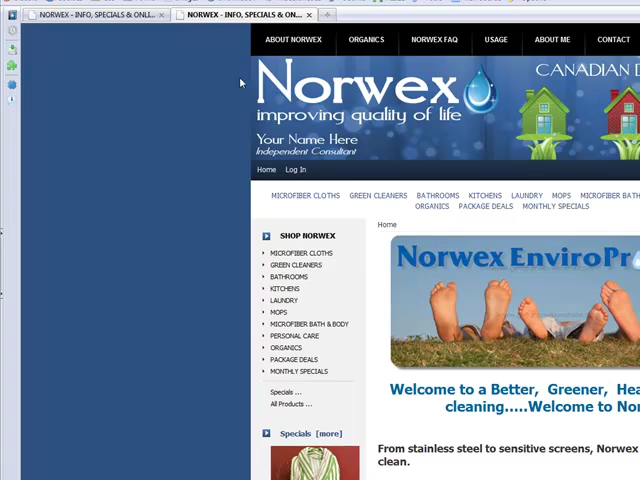 NORWEX - INFO, SPECIALS & ONLI... NORWEX - INFO, SPECIALS & ON...
ABOUT NORWEX ORGANICS NORWEX FAQ USAGE ABOUT ME CONTACT
CANADIAN D
Norwex
improving quality of life
Your Name Here
Independent Consultant
Home Log In
MICROFIBER CLOTHS GREEN CLEANERS BATHROOMS KITCHENS LAUNDRY MOPS MICROFIBER BATH
ORGANICS PACKAGE DEALS MONTHLY SPECIALS
Home
SHOP NORWEX
MICROFIBER CLOTHS
GREEN CLEANERS
BATHROOMS
KITCHENS
LAUNDRY
MOPS
MICROFIBER BATH & BODY
PERSONAL CARE
ORGANICS
PACKAGE DEALS
MONTHLY SPECIALS
Specials ...
All Products ...
Specials [more]
Norwex EnviroPr
Welcome to a Better, Greener, Hea
cleaning.....Welcome to Nor
From stainless steel to sensitive screens, Norwex
clean.